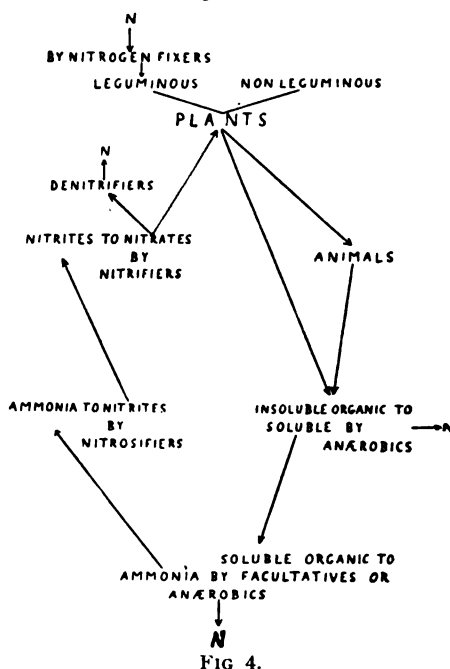 N
BY NITROGEN FIXERS
LEGUMINOUS NON LEGUMINOUS
PLANTS
N
DENITRIFIERS
NITRITES TO NITRATES
BY
NITRIFIERS
ANIMALS
AMMONIA TO NITRITES
BY
NITROSIFIERS
INSOLUBLE ORGANIC TO
SOLUBLE BY
ANÆROBICS
N
SOLUBLE ORGANIC TO
AMMONIA BY FACULTATIVES OR
ANÆROBICS
N
FIG 4.